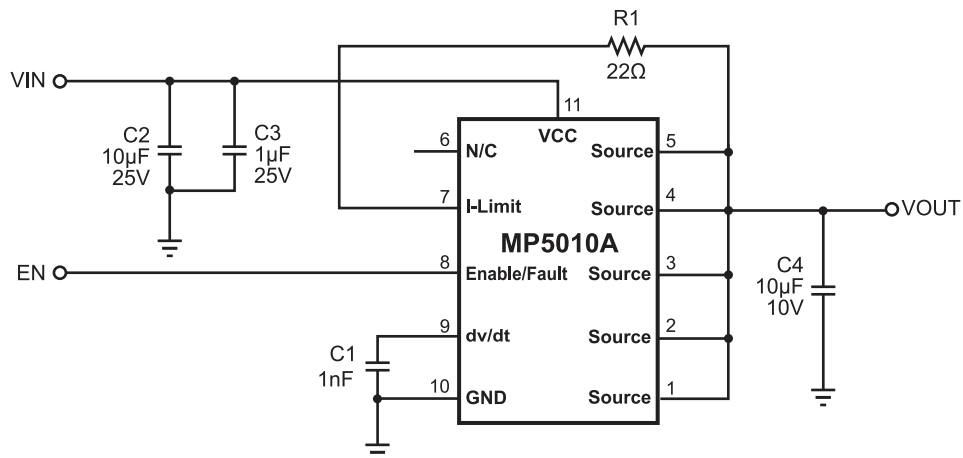 R1
22Ω
VIN
C2
10µF
25V
C3
1µF
25V
11
VCC
6
N/C
Source
5
7
I-Limit
Source
4
MP5010A
VOUT
EN
8
Enable/Fault
Source
3
C4
10µF
10V
9
dv/dt
Source
2
C1
1nF
10
GND
Source
1